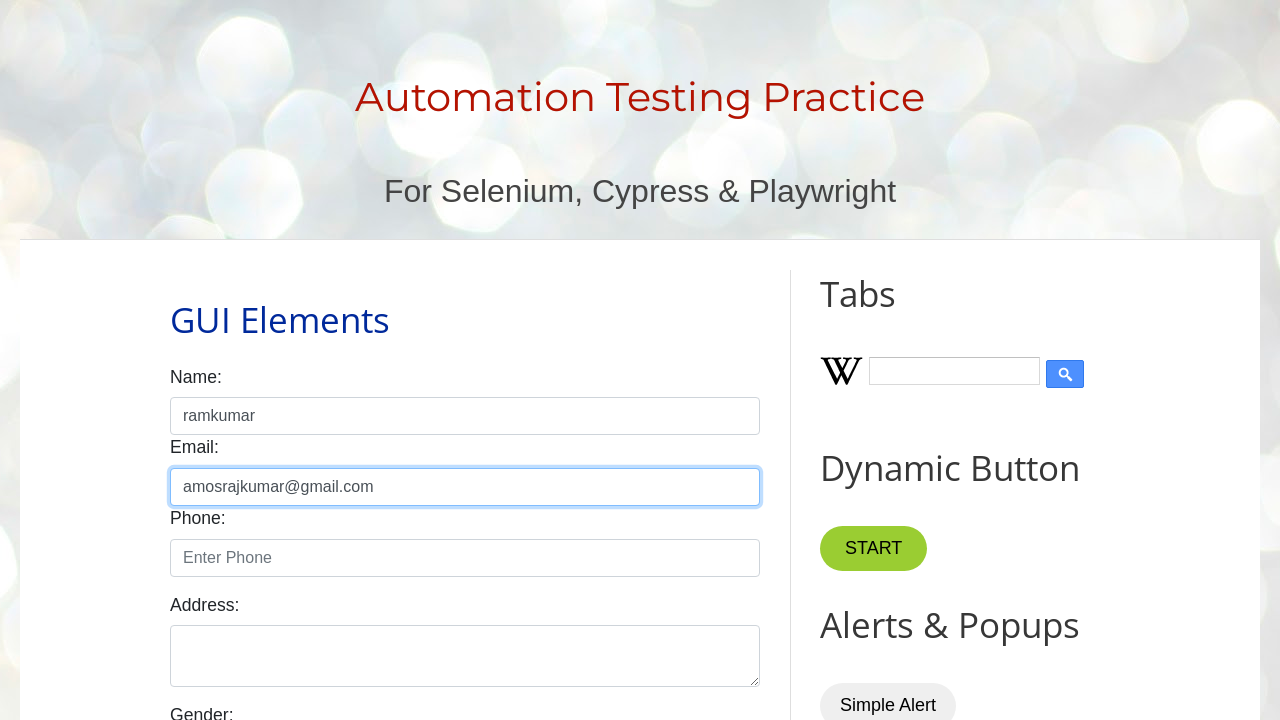 Automation Testing Practice
For Selenium, Cypress & Playwright
GUI Elements
Name:
ramkumar
Email:
amosrajkumar@gmail.com
Phone:
Enter Phone
Address:
Gender:
Tabs
Dynamic Button
START
Alerts & Popups
Simple Alert